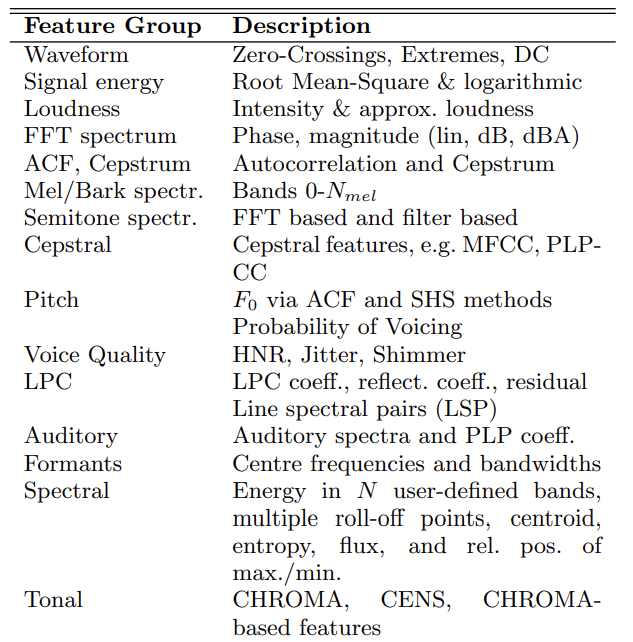 Feature Group Description
Waveform Zero-Crossings, Extremes, DC
Signal energy Root Mean-Square & logarithmic
Loudness Intensity & approx. loudness
FFT spectrum Phase, magnitude (lin, dB, dBA)
ACF, Cepstrum Autocorrelation and Cepstrum
Mel/Bark spectr. Bands 0-N_mel
Semitone spectr. FFT based and filter based
Cepstral Cepstral features, e.g. MFCC, PLP-
CC
Pitch F_0 via ACF and SHS methods
Probability of Voicing
Voice Quality HNR, Jitter, Shimmer
LPC LPC coeff., reflect. coeff., residual
Line spectral pairs (LSP)
Auditory Auditory spectra and PLP coeff.
Formants Centre frequencies and bandwidths
Spectral Energy in N user-defined bands,
multiple roll-off points, centroid,
entropy, flux, and rel. pos. of
max./min.
Tonal CHROMA, CENS, CHROMA-
based features